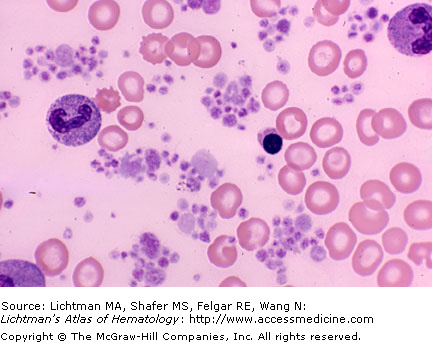 Source: Lichtman MA, Shafer MS, Felgar RE, Wang N:
Lichtman's Atlas of Hematology: http://www.accessmedicine.com
Copyright © The McGraw-Hill Companies, Inc. All rights reserved.